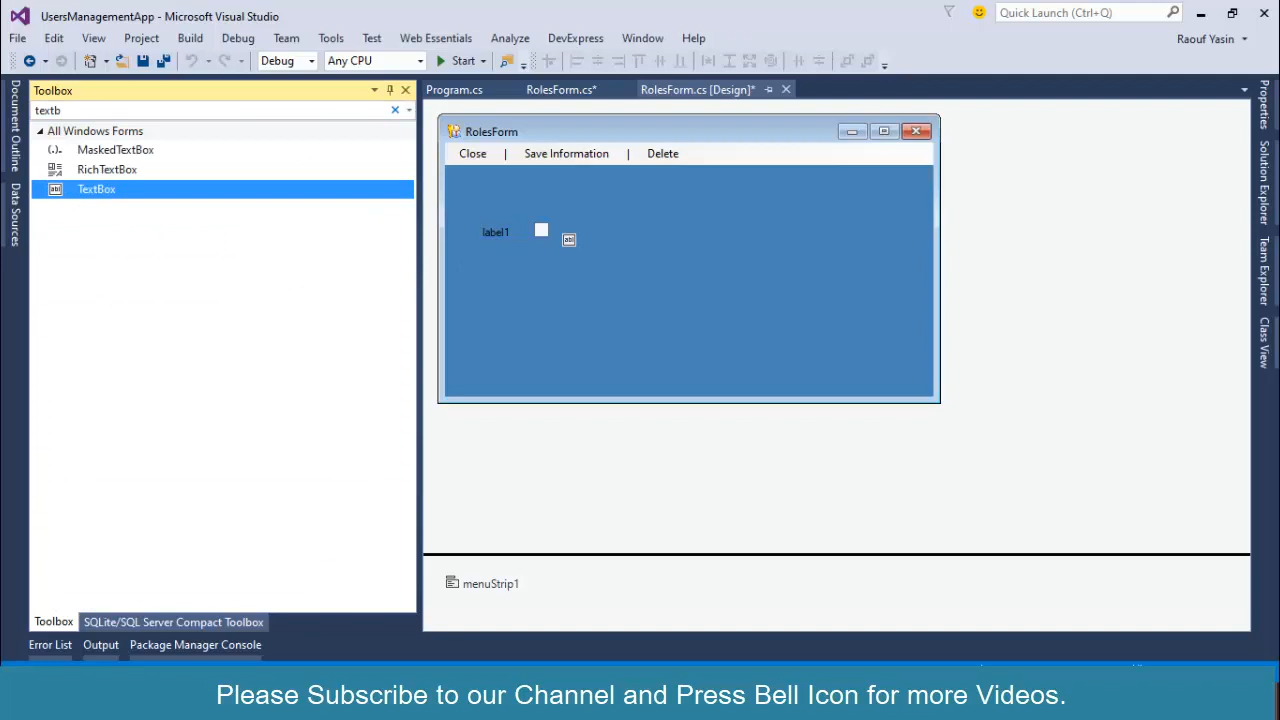 UsersManagementApp - Microsoft Visual Studio
Quick Launch (Ctrl+Q)
File Edit View Project Build Debug Team Tools Test Web Essentials Analyze DevExpress Window Help
Raouf Yasin
Debug Any CPU Start
Document Outline
Data Sources
Toolbox
textb
All Windows Forms
MaskedTextBox
RichTextBox
TextBox
Program.cs RolesForm.cs* RolesForm.cs [Design]*
RolesForm
Close | Save Information | Delete
label1
menuStrip1
Properties
Solution Explorer
Team Explorer
Class View
Toolbox SQLite/SQL Server Compact Toolbox
Error List Output Package Manager Console
Please Subscribe to our Channel and Press Bell Icon for more Videos.